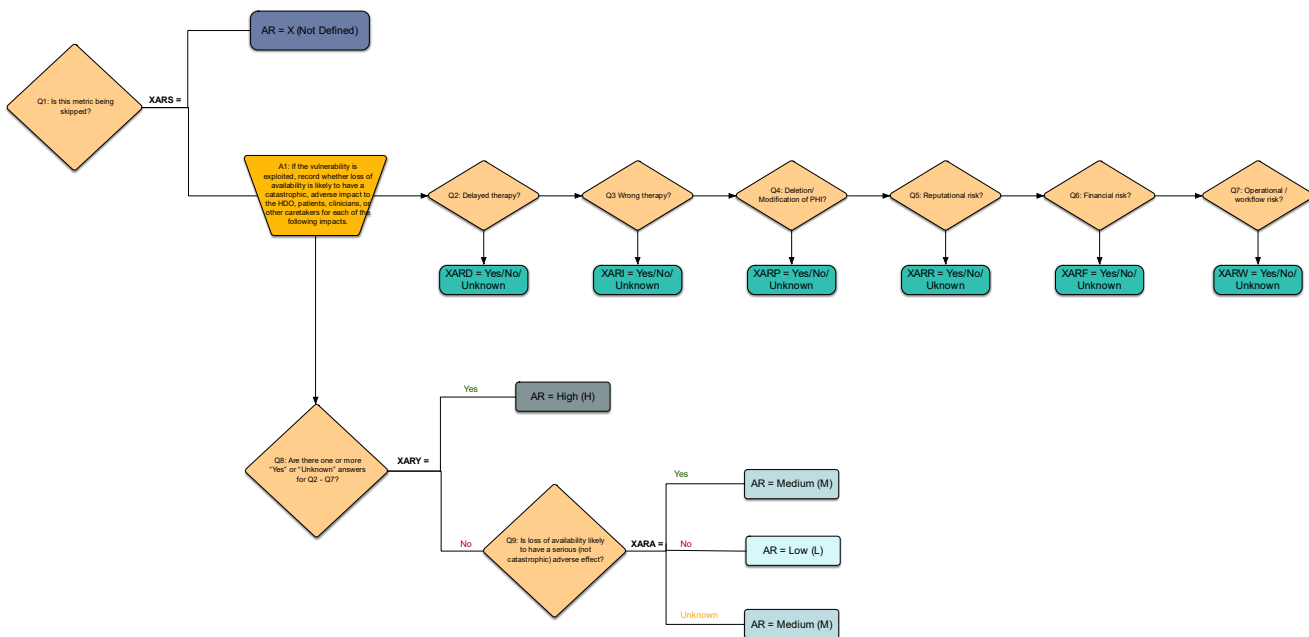 AR = X (Not Defined)
Q1: Is this metric being
skipped?
XARS =
A1: If the vulnerability is
exploited, record whether loss of
availability is likely to have a
catastrophic, adverse impact to
the HDO, patients, clinicians, or
other caretakers for each of the
following impacts.
Q2: Delayed therapy?
Q3 Wrong therapy?
Q4: Deletion/
Modification of PHI?
Q5: Reputational risk?
Q6: Financial risk?
Q7: Operational /
workflow risk?
XARD = Yes/No/
Unknown
XARI = Yes/No/
Unknown
XARP = Yes/No/
Unknown
XARR = Yes/No/
Uknown
XARF = Yes/No/
Unknown
XARW = Yes/No/
Unknown
Yes
AR = High (H)
Q8: Are there one or more
“Yes” or “Unknown” answers
for Q2 - Q7?
XARY =
No
Q9: Is loss of availability likely
to have a serious (not
catastrophic) adverse effect?
XARA =
Yes
AR = Medium (M)
No
AR = Low (L)
Unknown
AR = Medium (M)